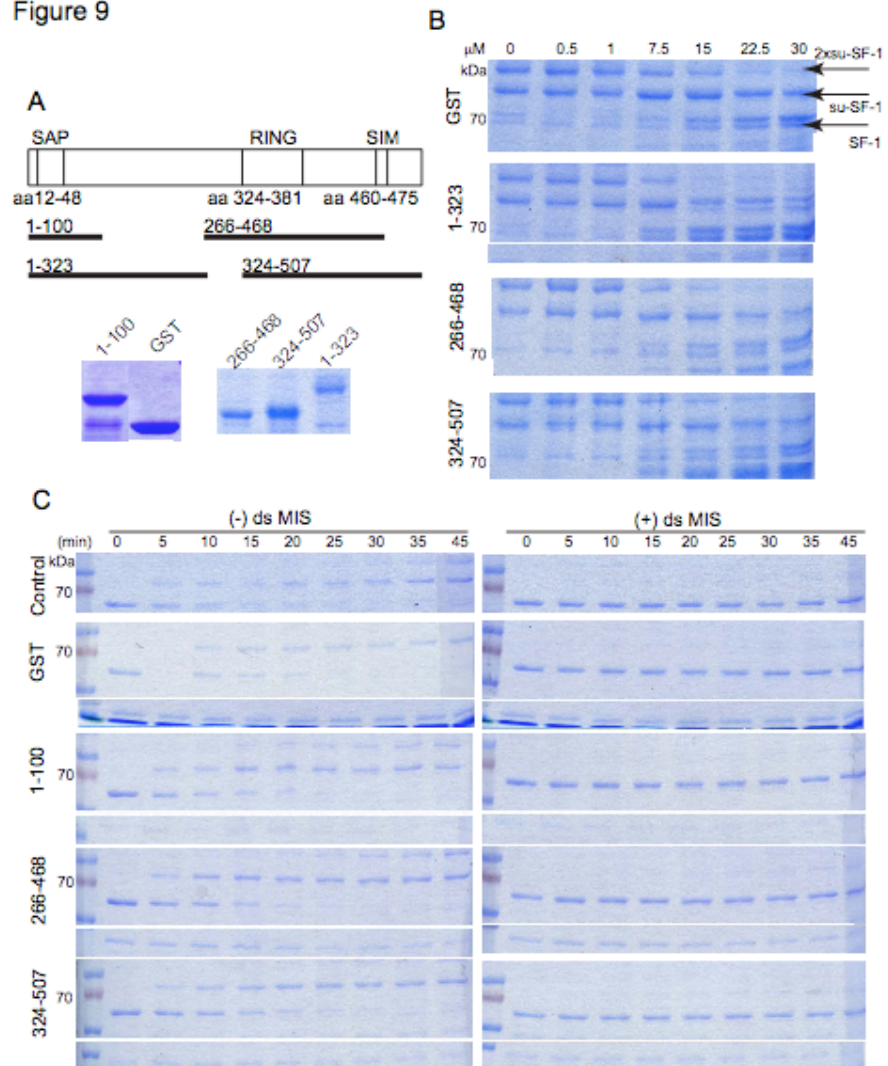 Figure 9
A
SAP RING SIM
aa12-48 aa 324-381 aa 460-475
1-100 266-468
1-323 324-507
1-100 GST 266-468 324-507 1-323
B
µM 0 0.5 1 7.5 15 22.5 30
kDa
2xsu-SF-1
su-SF-1
SF-1
GST 70
1-323 70
266-468 70
324-507 70
C
(-) ds MIS (+) ds MIS
(min) 0 5 10 15 20 25 30 35 45 0 5 10 15 20 25 30 35 45
kDa
Control 70
GST 70
1-100 70
266-468 70
324-507 70